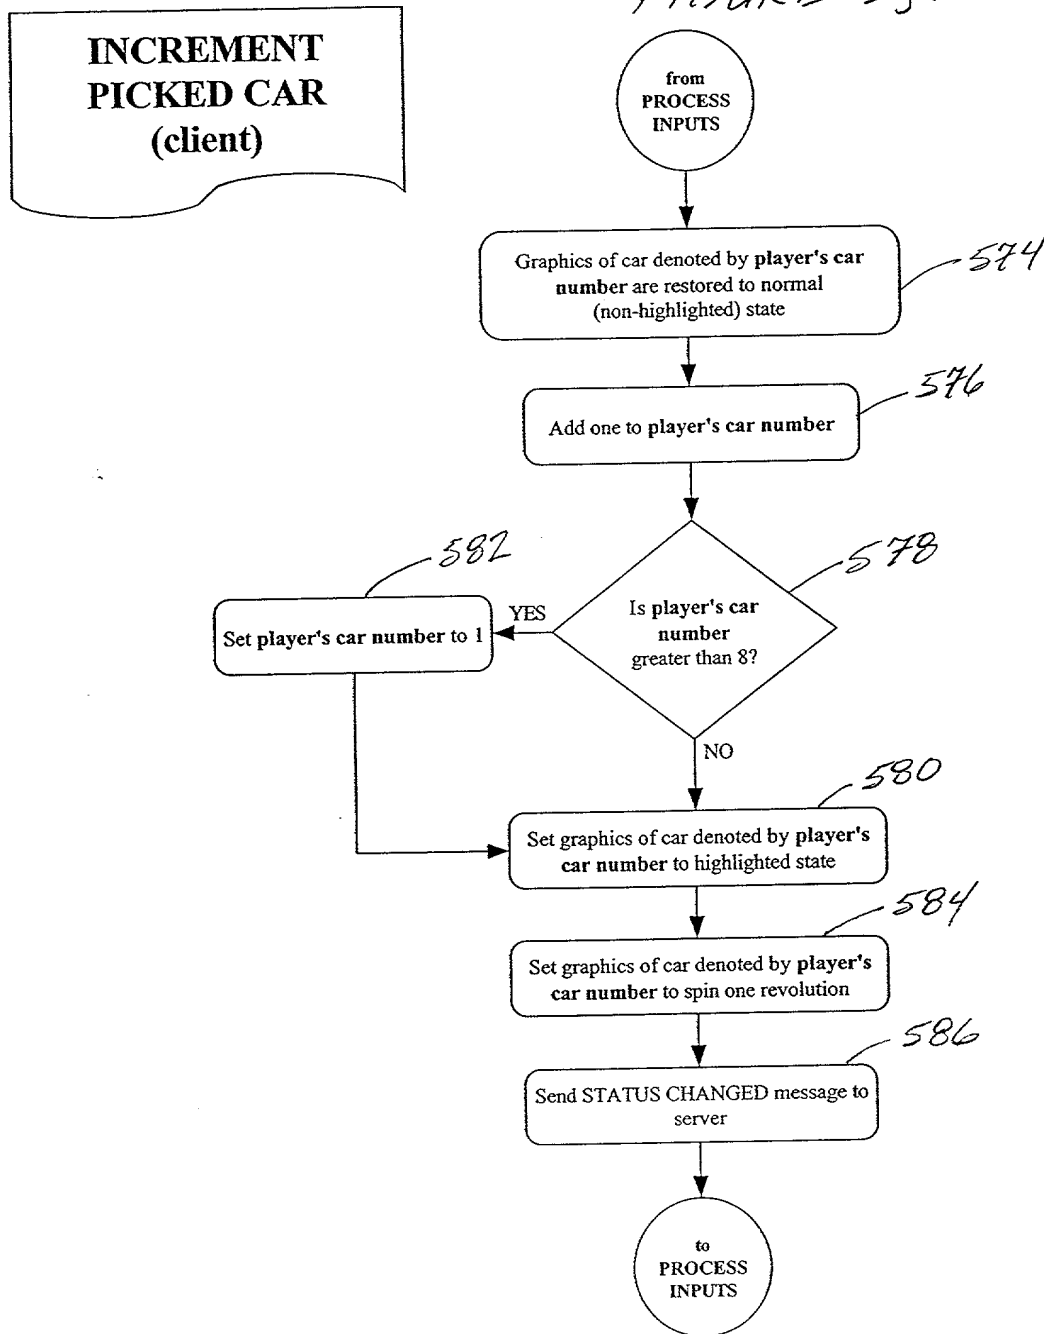 INCREMENT
PICKED CAR
(client)
from
PROCESS
INPUTS
Graphics of car denoted by player's car
number are restored to normal
(non-highlighted) state
574
Add one to player's car number
576
Is player's car
number
greater than 8?
578
YES
582
Set player's car number to 1
NO
580
Set graphics of car denoted by player's
car number to highlighted state
584
Set graphics of car denoted by player's
car number to spin one revolution
586
Send STATUS CHANGED message to
server
to
PROCESS
INPUTS